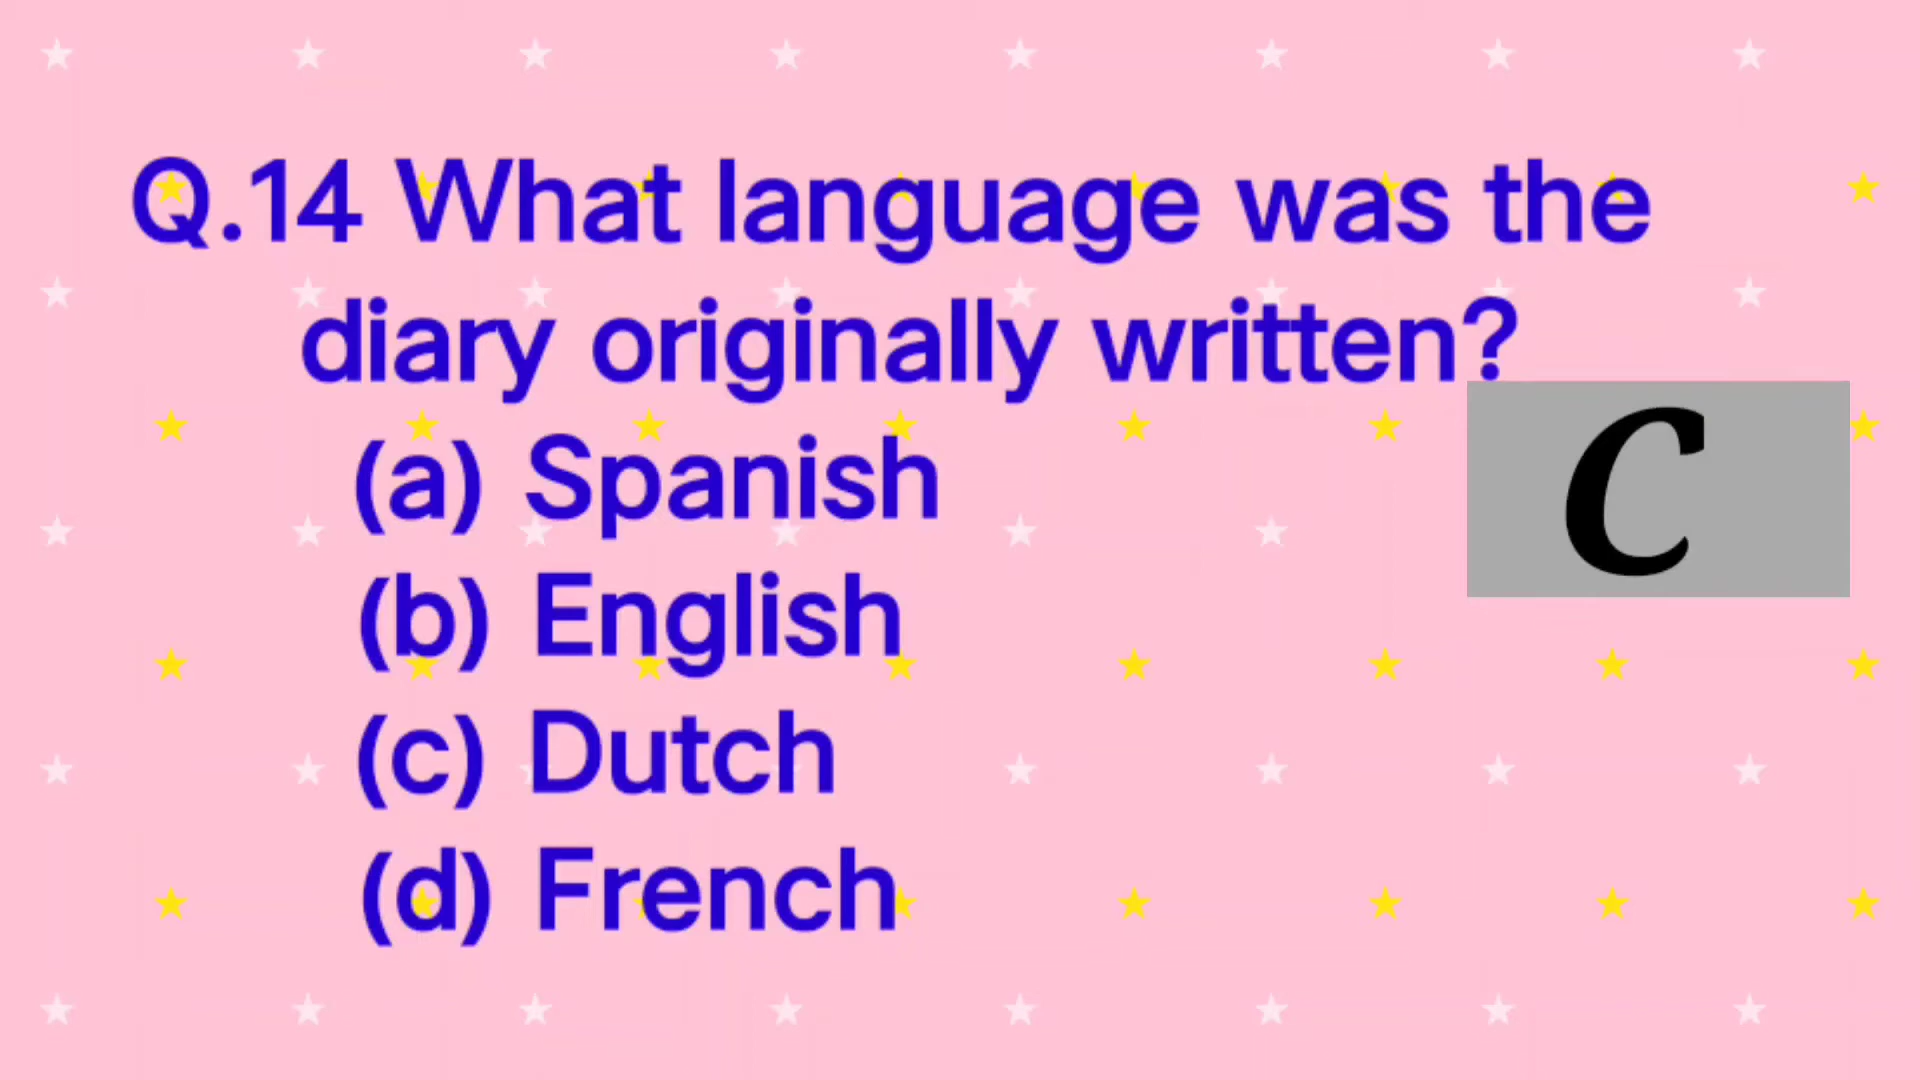 Q.14 What language was the
diary originally written?
(a) Spanish
(b) English
(c) Dutch
(d) French
C